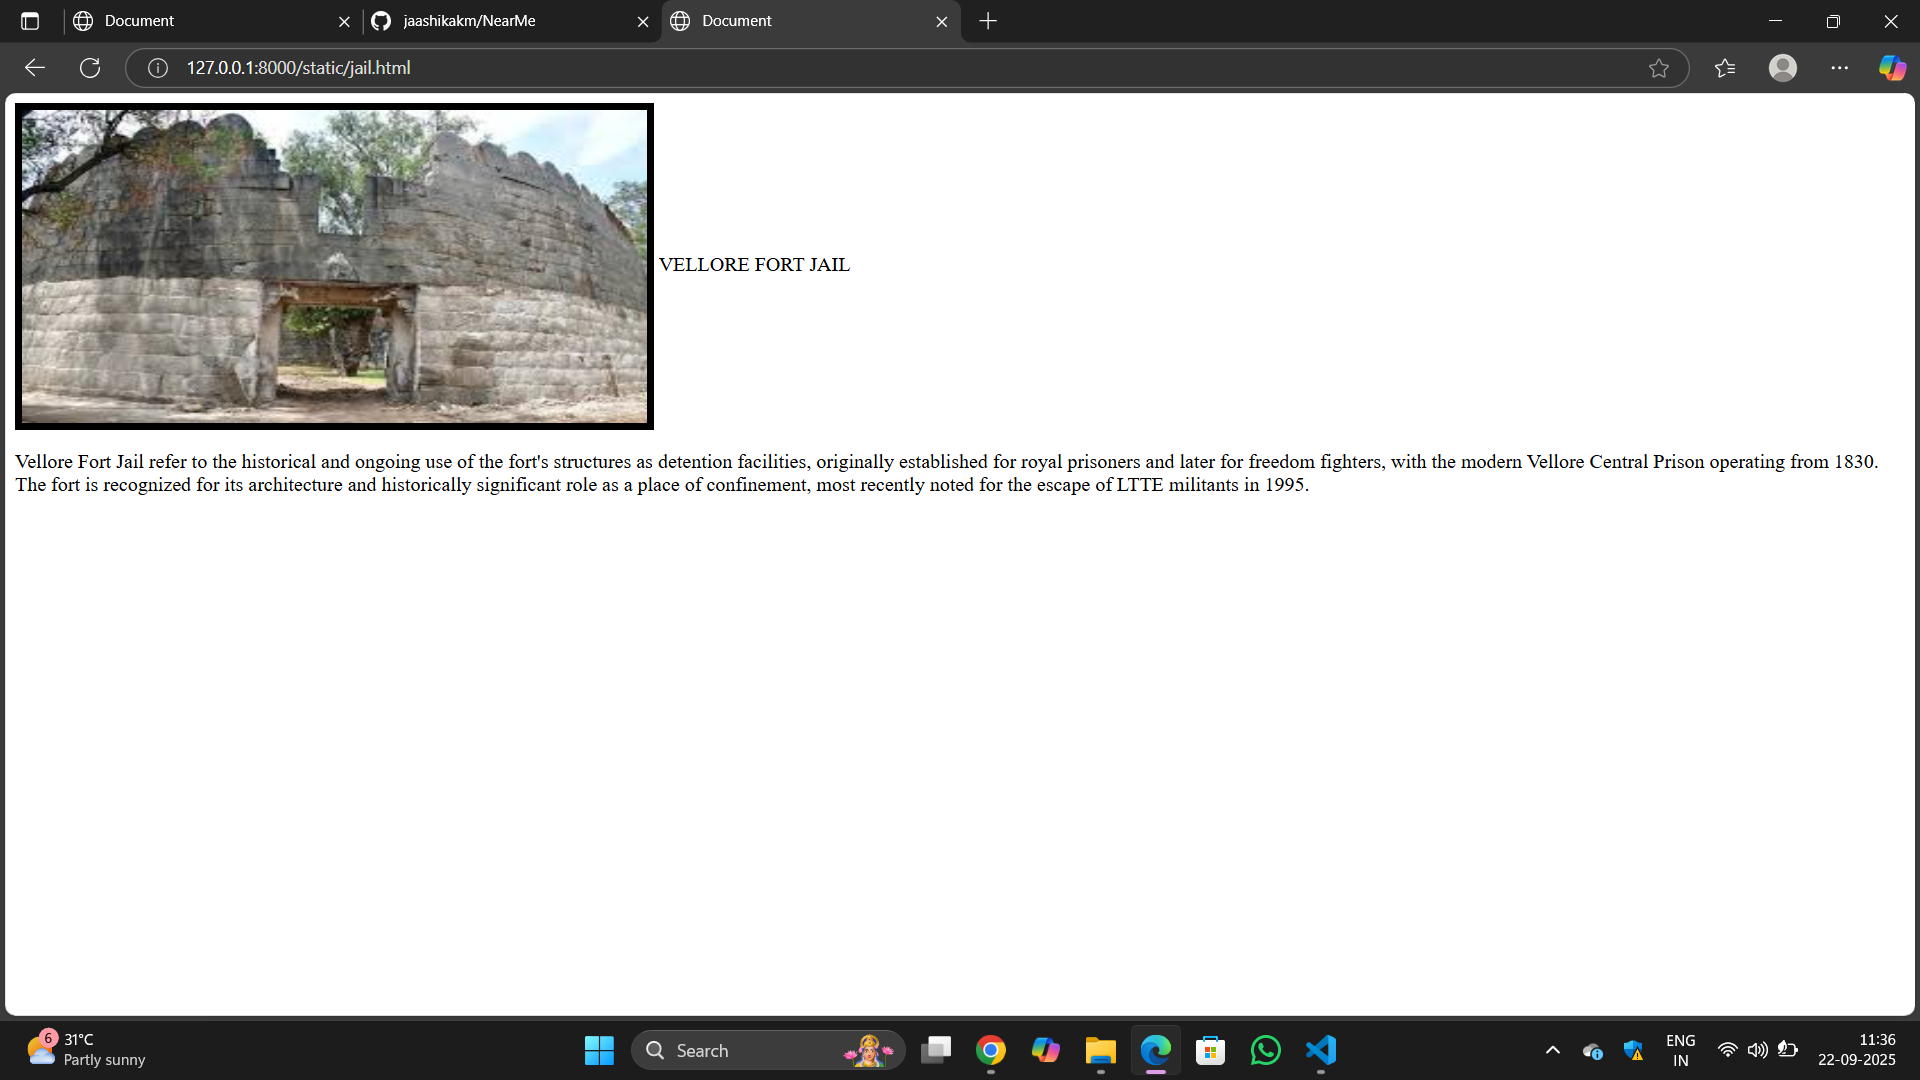 Document
jaashikakm/NearMe
Document
127.0.0.1:8000/static/jail.html
VELLORE FORT JAIL
Vellore Fort Jail refer to the historical and ongoing use of the fort's structures as detention facilities, originally established for royal prisoners and later for freedom fighters, with the modern Vellore Central Prison operating from 1830.
The fort is recognized for its architecture and historically significant role as a place of confinement, most recently noted for the escape of LTTE militants in 1995.
6
31°C
Partly sunny
Search
ENG
IN
11:36
22-09-2025